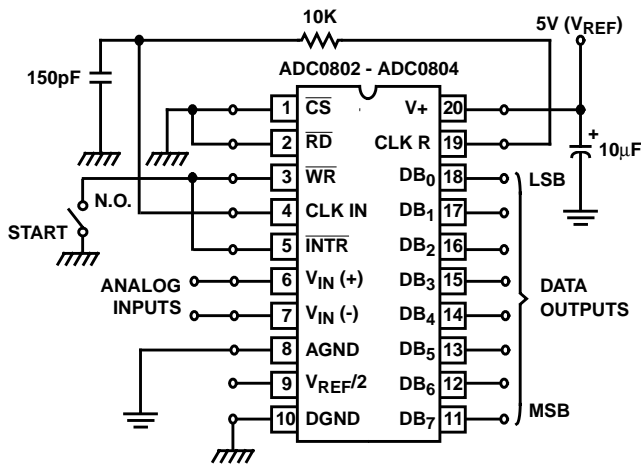 10K
5V (VREF)
150pF
ADC0802 - ADC0804
1 CS V+ 20
2 RD CLK R 19
+
10μF
3 WR DB0 18 LSB
N.O.
START
4 CLK IN DB1 17
5 INTR DB2 16
ANALOG
INPUTS
6 VIN (+) DB3 15
DATA
OUTPUTS
7 VIN (-) DB4 14
8 AGND DB5 13
9 VREF/2 DB6 12
10 DGND DB7 11 MSB